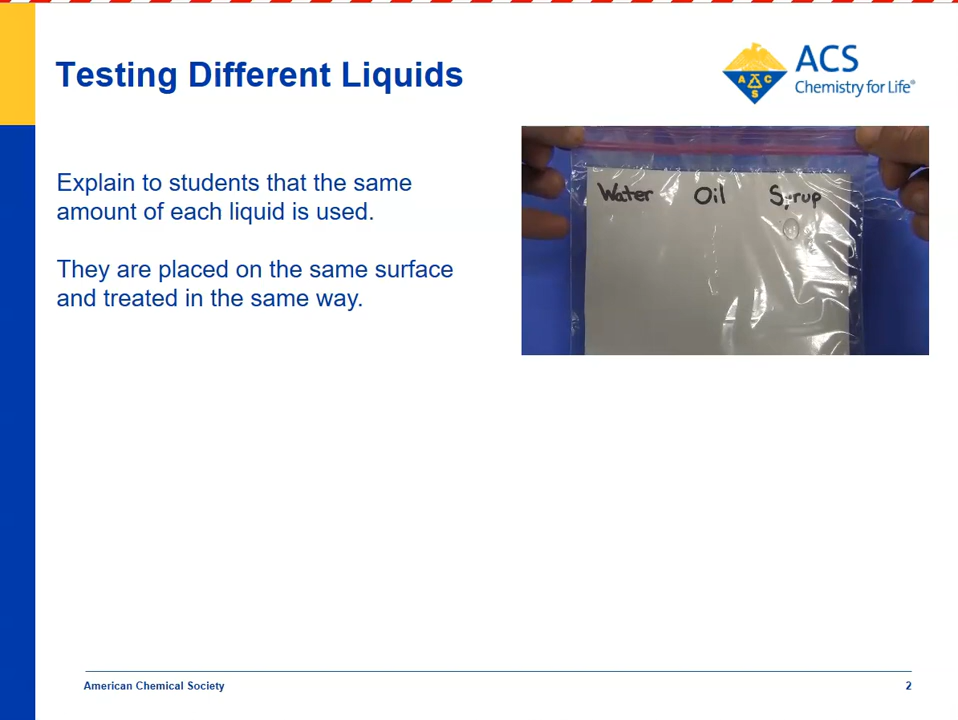 Testing Different Liquids
ACS
Chemistry for Life®
A C S
Explain to students that the same
amount of each liquid is used.
They are placed on the same surface
and treated in the same way.
Water Oil Syrup
American Chemical Society 2